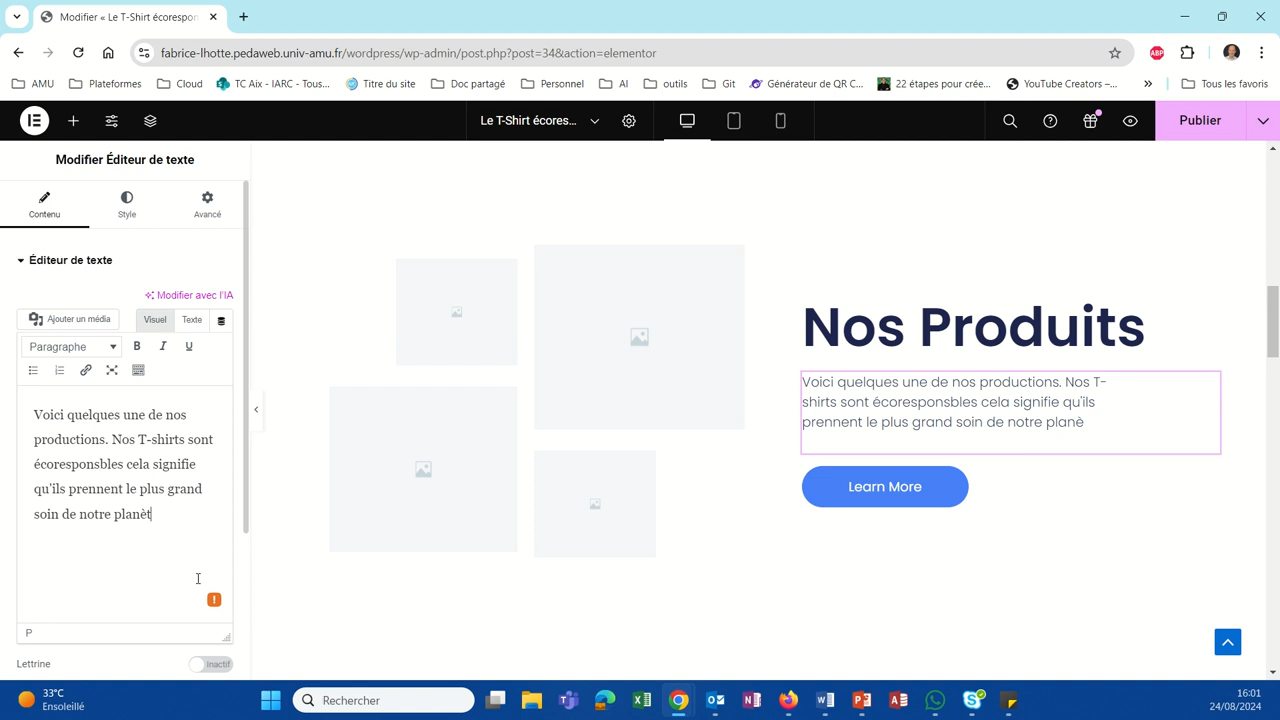 Modifier « Le T-Shirt écorespon
fabrice-lhotte.pedaweb.univ-amu.fr/wordpress/wp-admin/post.php?post=34&action=elementor
ABP
AMU
Plateformes
Cloud
TC Aix - IARC - Tous...
Titre du site
Doc partagé
Personnel
AI
outils
Git
Générateur de QR C...
22 étapes pour crée...
YouTube Creators –...
»
Tous les favoris
Le T-Shirt écores...
Publier
Modifier Éditeur de texte
Contenu
Style
Avancé
Éditeur de texte
Modifier avec l'IA
Ajouter un média
Visuel
Texte
Paragraphe
B
I
U
Voici quelques une de nos
productions. Nos T-shirts sont
écoresponsbles cela signifie
qu'ils prennent le plus grand
soin de notre planèt
P
Lettrine
Inactif
Nos Produits
Voici quelques une de nos productions. Nos T-
shirts sont écoresponsbles cela signifie qu'ils
prennent le plus grand soin de notre planè
Learn More
33°C
Ensoleillé
Rechercher
16:01
24/08/2024